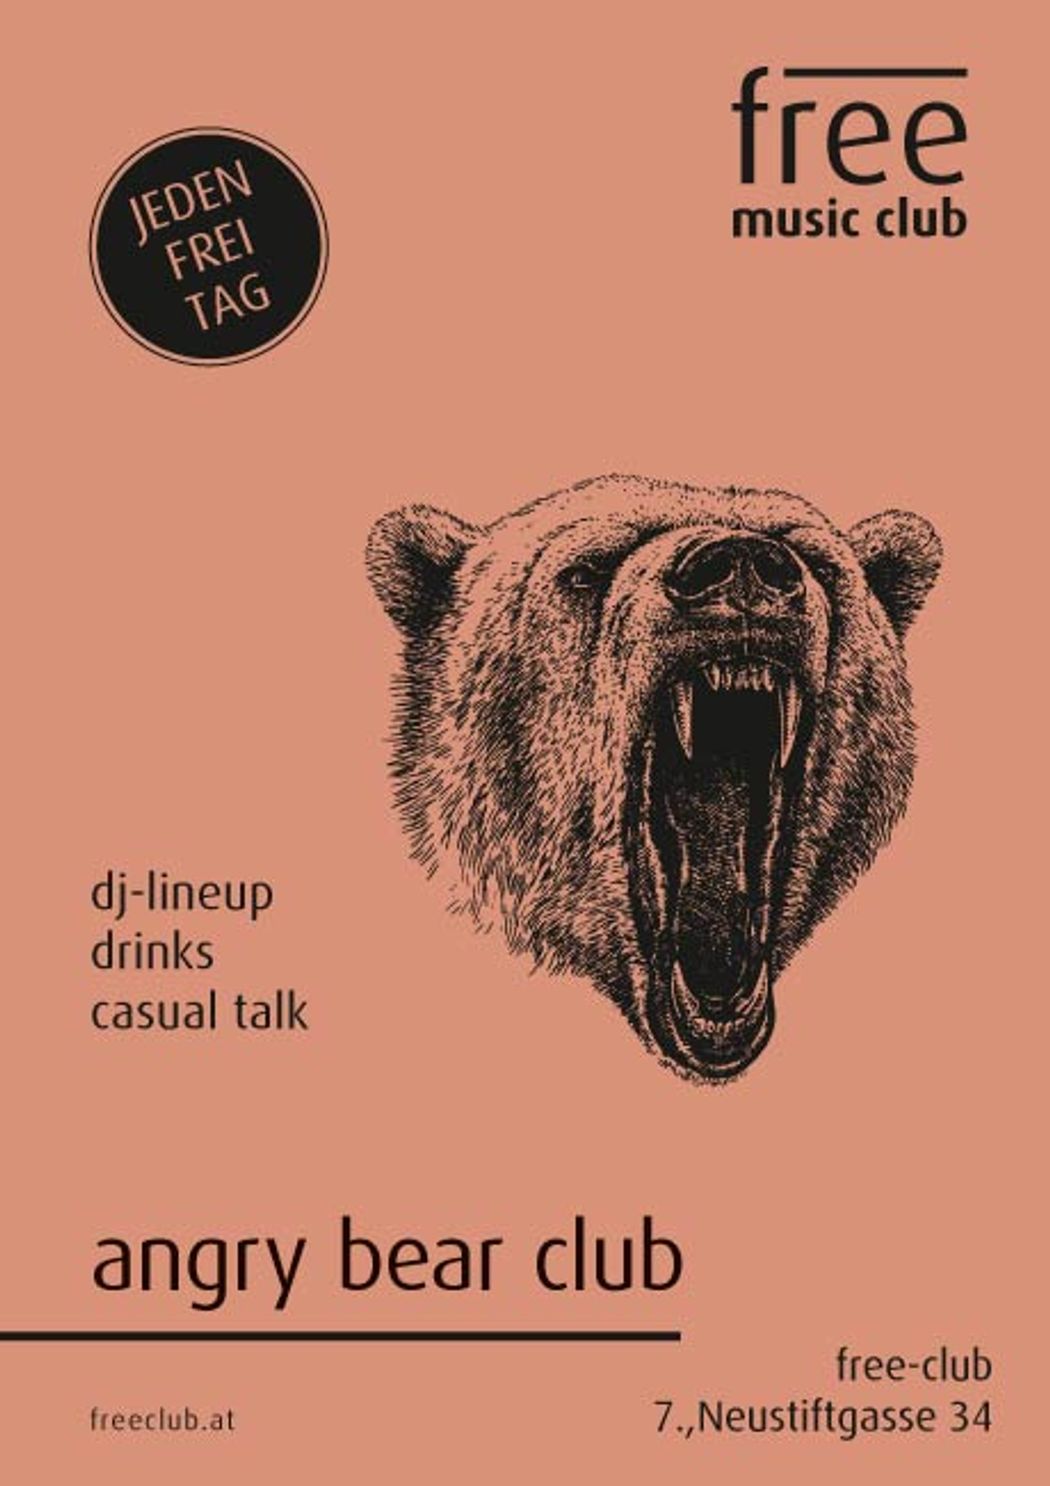 free
music club
JEDEN
FREI
TAG
dj-lineup
drinks
casual talk
angry bear club
free-club
7.,Neustiftgasse 34
freeclub.at